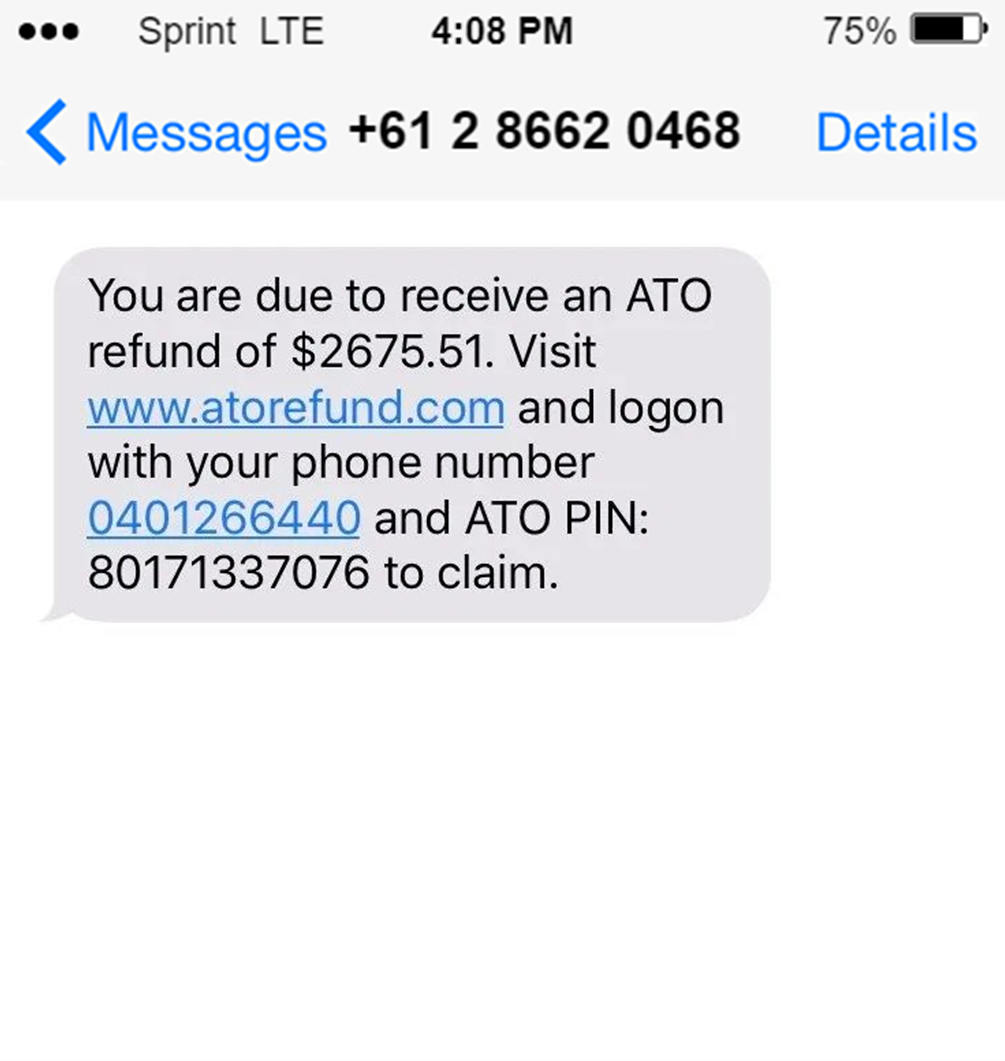 Sprint LTE 4:08 PM 75%
Messages +61 2 8662 0468 Details
You are due to receive an ATO
refund of $2675.51. Visit
www.atorefund.com and logon
with your phone number
0401266440 and ATO PIN:
80171337076 to claim.